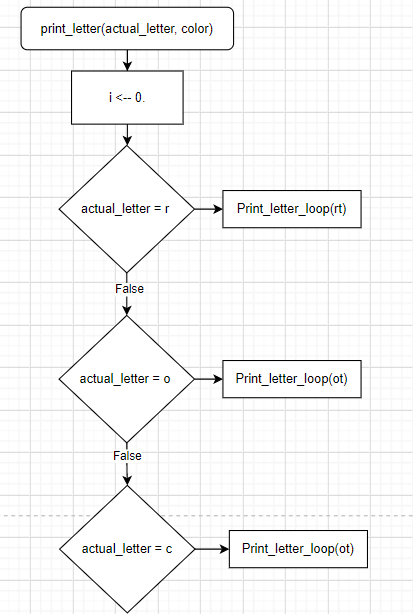 print_letter(actual_letter, color)
i <-- 0.
actual_letter = r
Print_letter_loop(rt)
False
actual_letter = o
Print_letter_loop(ot)
False
actual_letter = c
Print_letter_loop(ot)